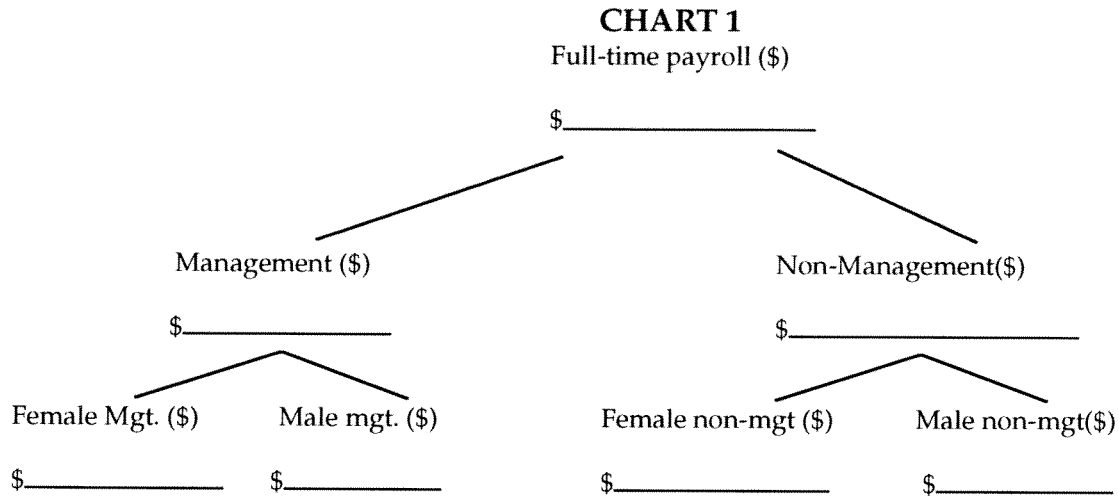 CHART 1
Full-time payroll ($)
$
Management ($)
Non-Management($)
$
$
Female Mgt. ($)
Male mgt. ($)
Female non-mgt ($)
Male non-mgt($)
$
$
$
$